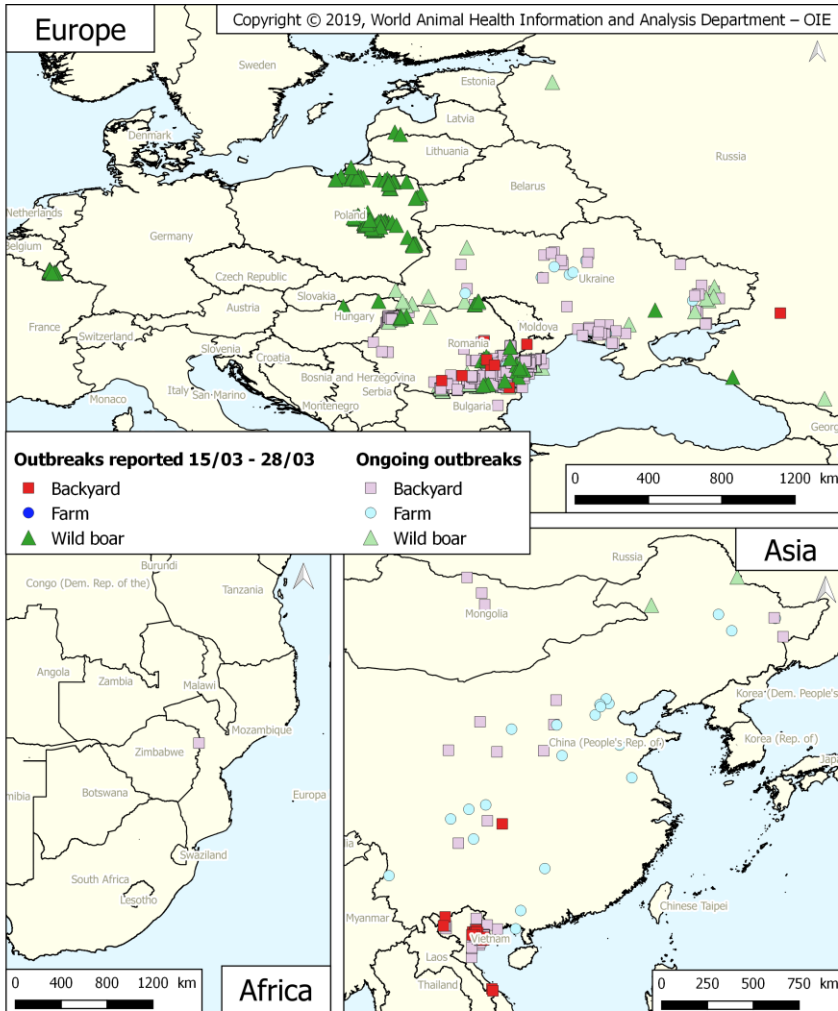 Europe
Copyright © 2019, World Animal Health Information and Analysis Department – OIE
Sweden
Estonia
Latvia
Denmark
Lithuania
Russia
Belarus
Netherlands
Poland
Belgium
Germany
Ukraine
Czech Republic
Slovakia
Austria
Hungary
Moldova
France
Switzerland
Slovenia
Romania
Croatia
Bosnia and Herzegovina
Italy
San-Marino
Serbia
Monaco
Montenegro
Bulgaria
Georg
Outbreaks reported 15/03 - 28/03
Backyard
Farm
Wild boar
Ongoing outbreaks
Backyard
Farm
Wild boar
0 400 800 1200 km
Burundi
Congo (Dem. Rep. of the)
Tanzania
Angola
Zambia
Malawi
Mozambique
Zimbabwe
Europa
mibia
Botswana
Swaziland
South Africa
Lesotho
0 400 800 1200 km
Africa
Asia
Russia
Mongolia
Korea (Dem. People's
China (People's Rep. of)
Korea (Rep. of)
Japa
Chinese Taipei
Myanmar
Vietnam
Laos
Thailand
0 250 500 750 km